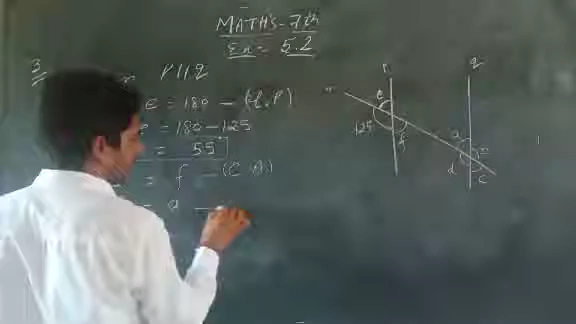 MATHS - 7th
Ex = 5.2
3
P || q
e = 180 - (L.P)
= 180 - 125
= 55
= f - 
= a -
q
e
125
f
a
d
c